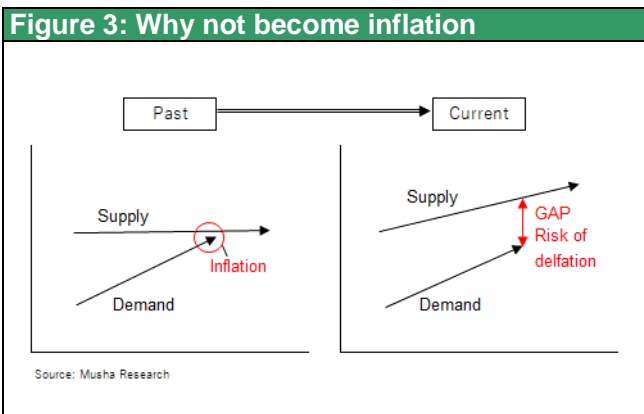 Figure 3: Why not become inflation
Past
Current
Supply
Inflation
Demand
Supply
GAP
Risk of
delfation
Demand
Source: Musha Research